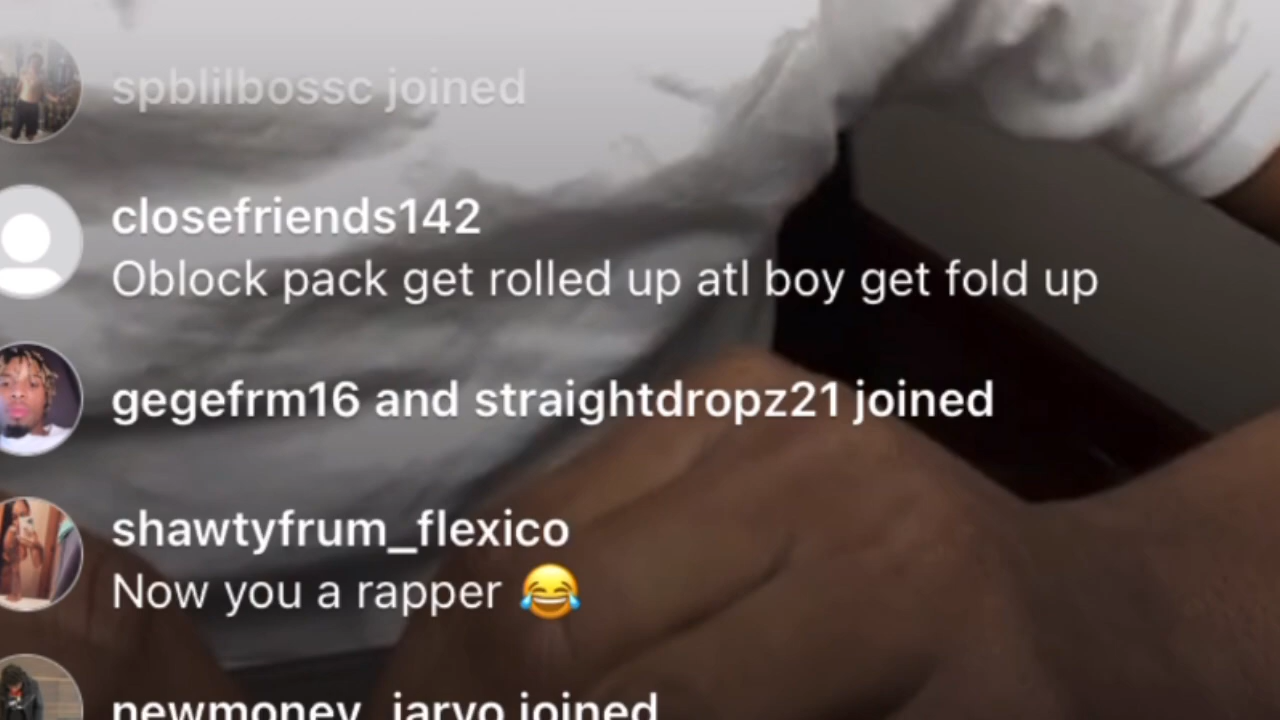 spblilbossc joined
closefriends142
Oblock pack get rolled up atl boy get fold up
gegefrm16 and straightdropz21 joined
shawtyfrum_flexico
Now you a rapper 😂
newmoney_jarvo joined